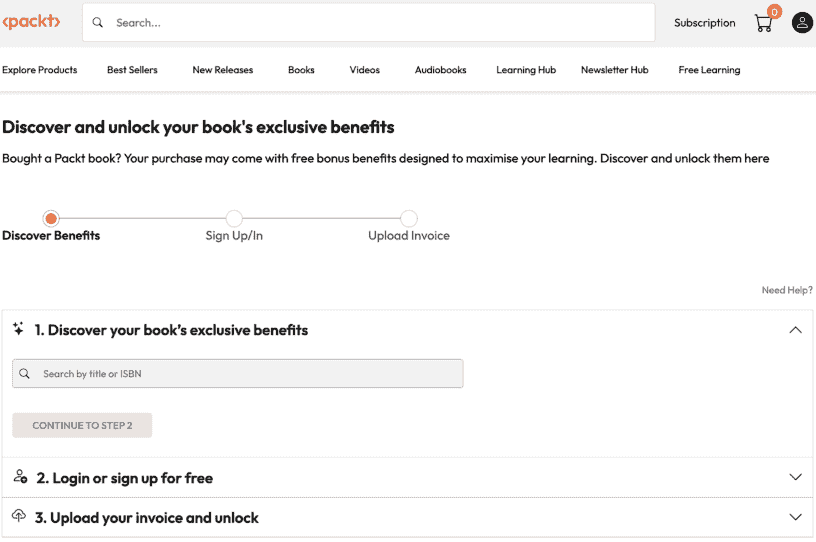 <packt>
Search...
Subscription
0
Explore Products Best Sellers New Releases Books Videos Audiobooks Learning Hub Newsletter Hub Free Learning
Discover and unlock your book's exclusive benefits
Bought a Packt book? Your purchase may come with free bonus benefits designed to maximise your learning. Discover and unlock them here
Discover Benefits Sign Up/In Upload Invoice
Need Help?
1. Discover your book’s exclusive benefits
Search by title or ISBN
CONTINUE TO STEP 2
2. Login or sign up for free
3. Upload your invoice and unlock